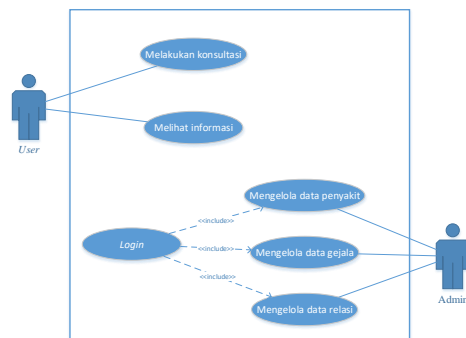 Melakukan konsultasi
User
Melihat informasi
Mengelola data penyakit
<<include>>
Login
<<include>>
Mengelola data gejala
<<include>>
Admin
Mengelola data relasi